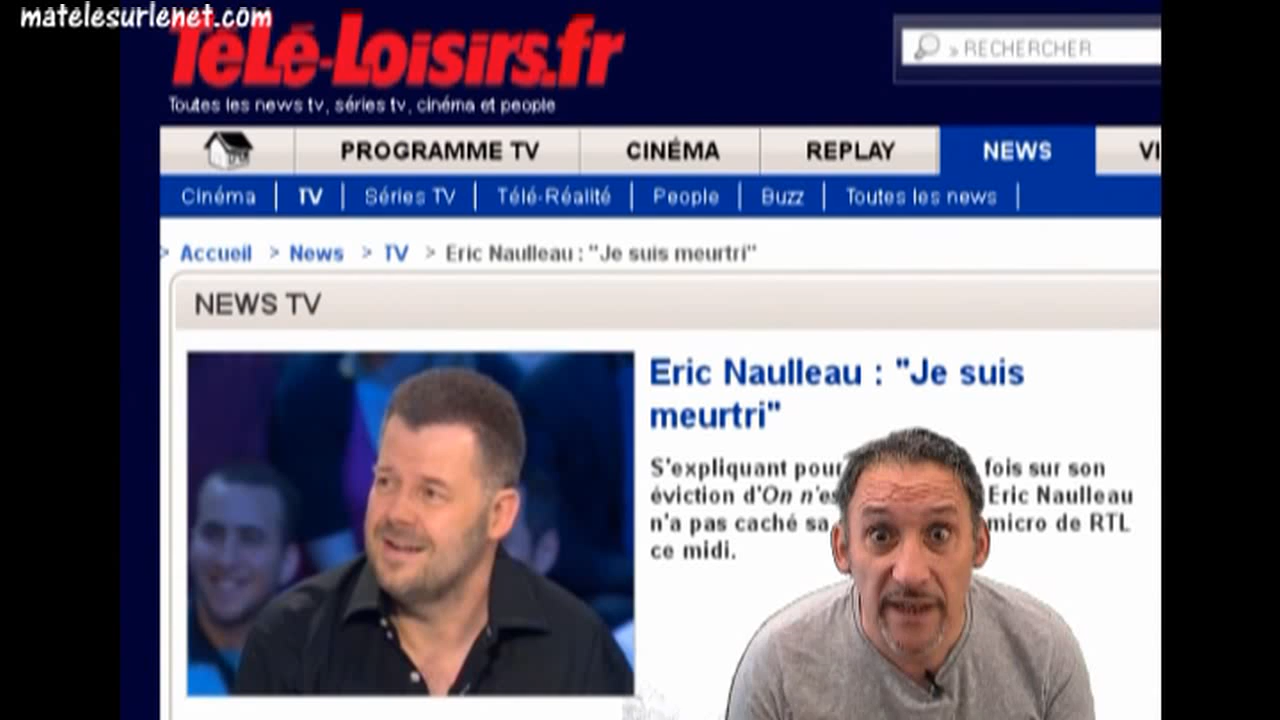 matelesurlenet.com
Télé-Loisirs.fr
Toutes les news tv, séries tv, cinéma et people
» RECHERCHER
PROGRAMME TV CINÉMA REPLAY NEWS VI
Cinéma TV Séries TV Télé-Réalité People Buzz Toutes les news
> Accueil > News > TV > Eric Naulleau : "Je suis meurtri"
NEWS TV
Eric Naulleau : "Je suis
meurtri"
S'expliquant pour fois sur son
éviction d'On n'es Eric Naulleau
n'a pas caché sa micro de RTL
ce midi.